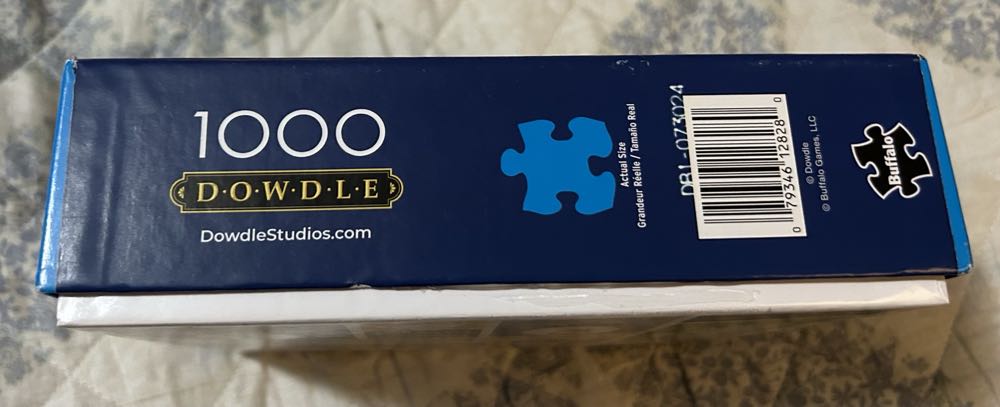 1000
D·O·W·D·L·E
DowdleStudios.com
Actual Size
Grandeur Réelle / Tamaño Real
DB1-073024
0 79346 12828 0
© Dowdle
© Buffalo Games, LLC
Buffalo